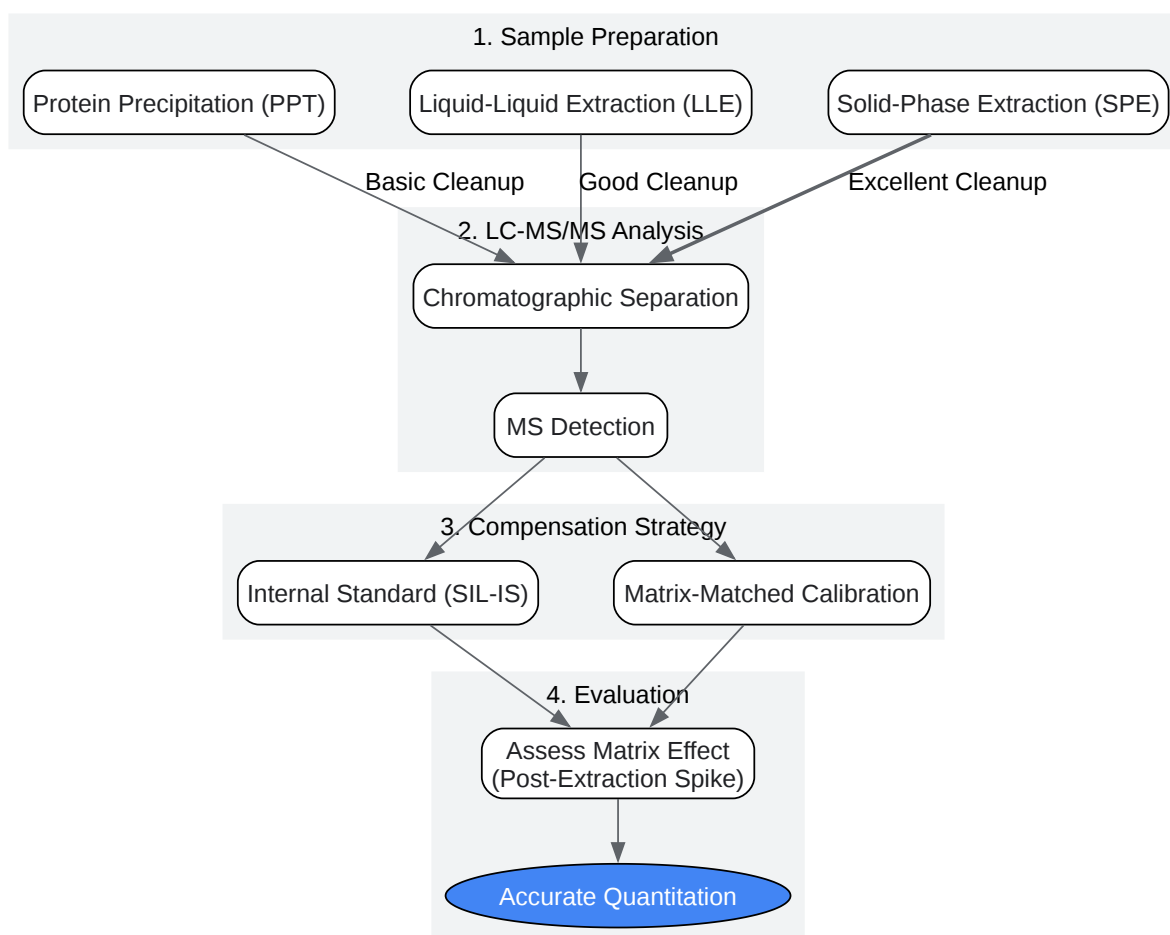 1. Sample Preparation
Protein Precipitation (PPT)
Liquid-Liquid Extraction (LLE)
Solid-Phase Extraction (SPE)
Basic Cleanup
Good Cleanup
Excellent Cleanup
2. LC-MS/MS Analysis
Chromatographic Separation
MS Detection
3. Compensation Strategy
Internal Standard (SIL-IS)
Matrix-Matched Calibration
4. Evaluation
Assess Matrix Effect
(Post-Extraction Spike)
Accurate Quantitation